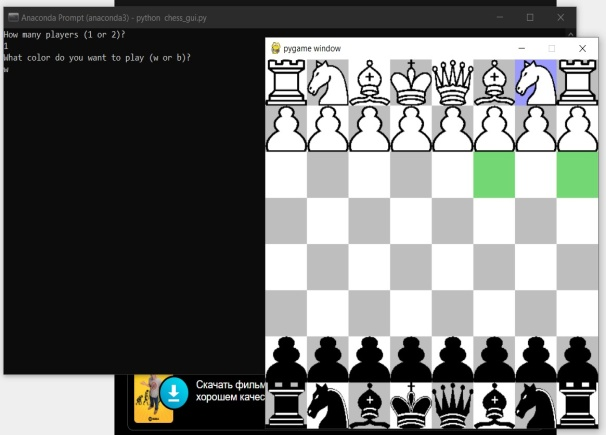 Anaconda Prompt (anaconda3) - python chess_gui.py
How many players (1 or 2)?
1
What color do you want to play (w or b)?
w
pygame window
Скачать фильм
хорошем качес